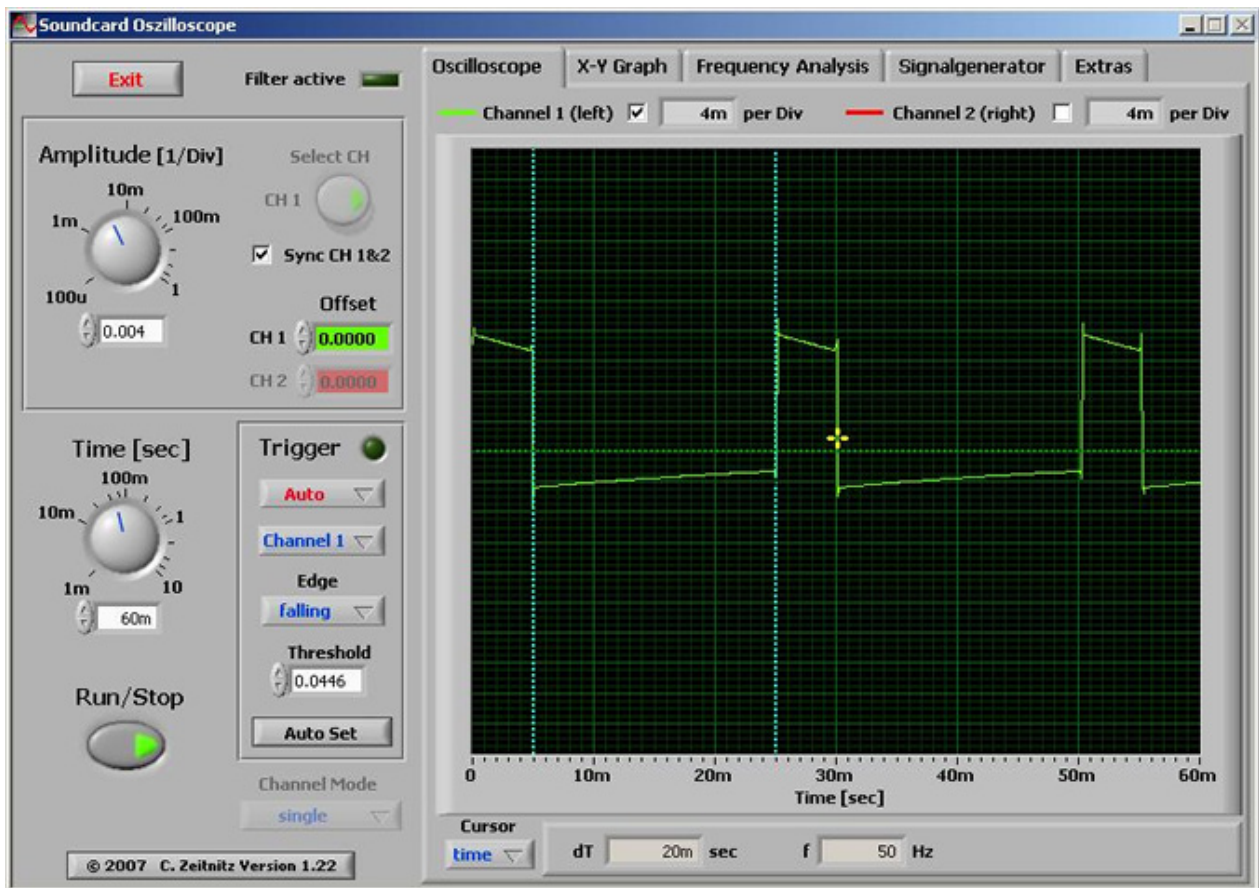 Soundcard Oszilloscope
Exit
Filter active
Amplitude [1/Div]
10m
1m
100m
100u
1
0.004
Select CH
CH 1
Sync CH 1&2
Offset
CH 1 0.0000
CH 2 0.0000
Time [sec]
100m
10m
1
1m
10
60m
Run/Stop
Trigger
Auto
Channel 1
Edge
falling
Threshold
0.0446
Auto Set
Channel Mode
single
© 2007 C. Zeitnitz Version 1.22
Oscilloscope X-Y Graph Frequency Analysis Signalgenerator Extras
Channel 1 (left) 4m per Div Channel 2 (right) 4m per Div
0 10m 20m 30m 40m 50m 60m
Time [sec]
Cursor
time dT 20m sec f 50 Hz